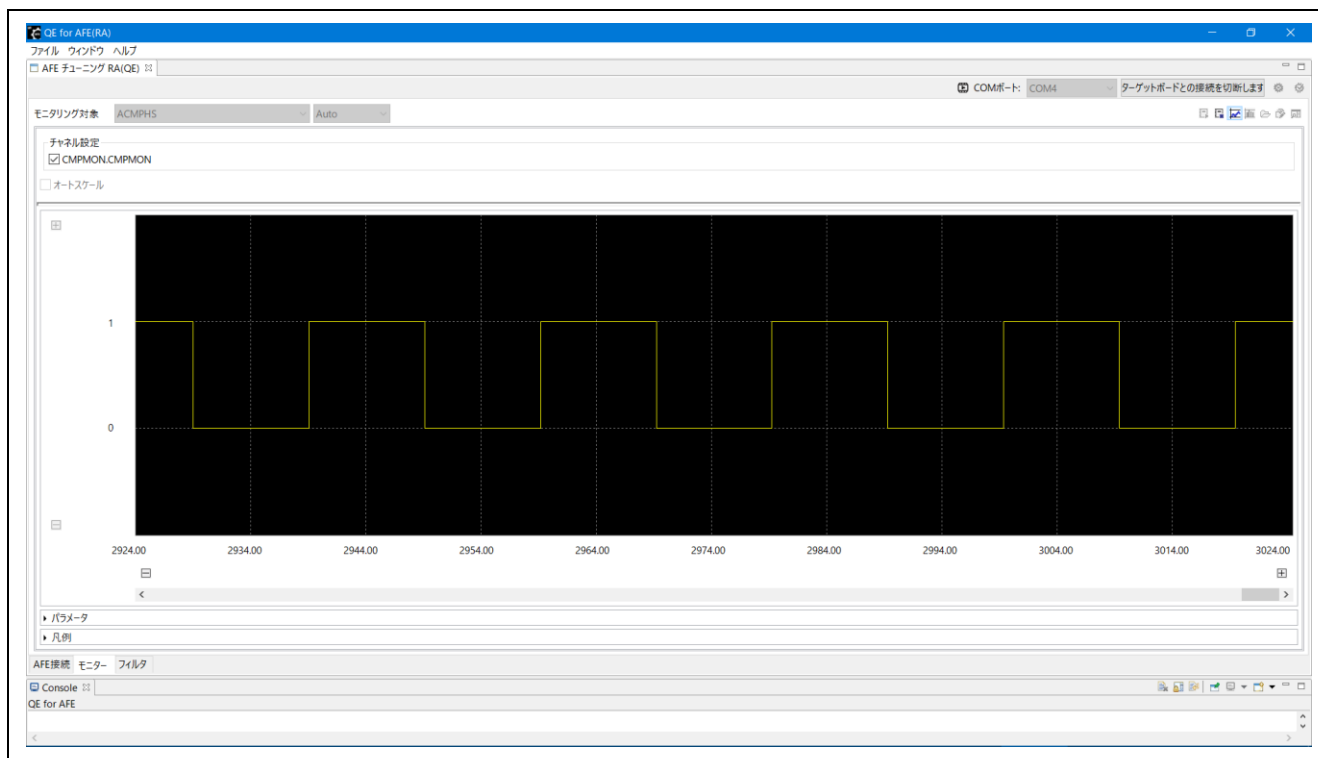 QE for AFE(RA)
ファイル ウィンドウ ヘルプ
AFE チューニング RA(QE)
COMポート: COM4 ターゲットボードとの接続を切断します
モニタリング対象 ACMPHS Auto
チャネル設定
CMPMON.CMPMON
オートスケール
1
0
2924.00 2934.00 2944.00 2954.00 2964.00 2974.00 2984.00 2994.00 3004.00 3014.00 3024.00
パラメータ
凡例
AFE接続 モニター フィルタ
Console
QE for AFE